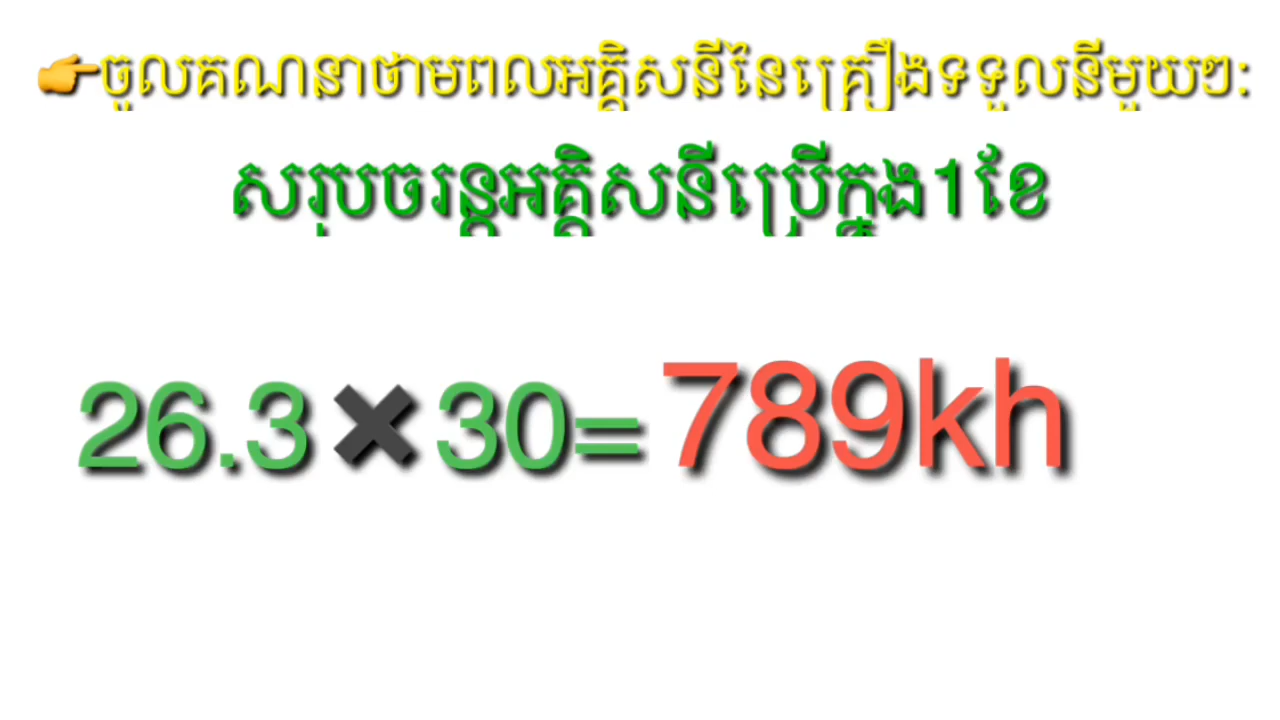 👉ចូលគណនាថាមពលអគ្គិសនីនៃគ្រឿងទទួលនីមួយៗ:
សរុបចរន្តអគ្គិសនីប្រើក្នុង1ខែ
26.3✖30=789kh